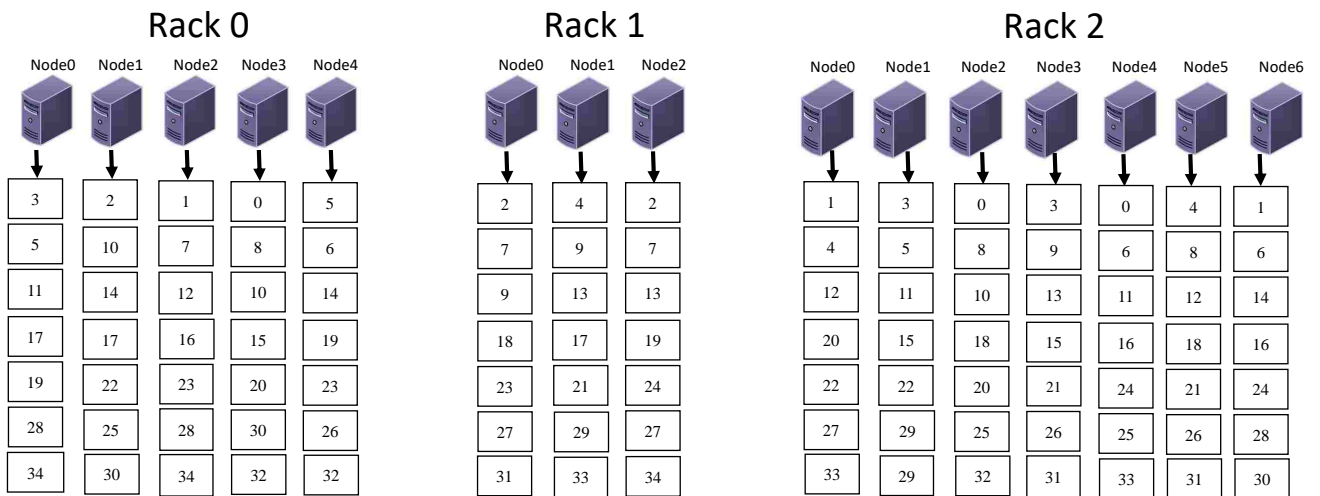 Rack 0 Rack 1 Rack 2
Node0 Node1 Node2 Node3 Node4 Node0 Node1 Node2 Node0 Node1 Node2 Node3 Node4 Node5 Node6
3 2 1 0 5 2 4 2 1 3 0 3 0 4 1
5 10 7 8 6 7 9 7 4 5 8 9 6 8 6
11 14 12 10 14 9 13 13 12 11 10 13 11 12 14
17 17 16 15 19 18 17 19 20 15 18 15 16 18 16
19 22 23 20 23 23 21 24 22 22 20 21 24 21 24
28 25 28 30 26 27 29 27 27 29 25 26 25 26 28
34 30 34 32 32 31 33 34 33 29 32 31 33 31 30